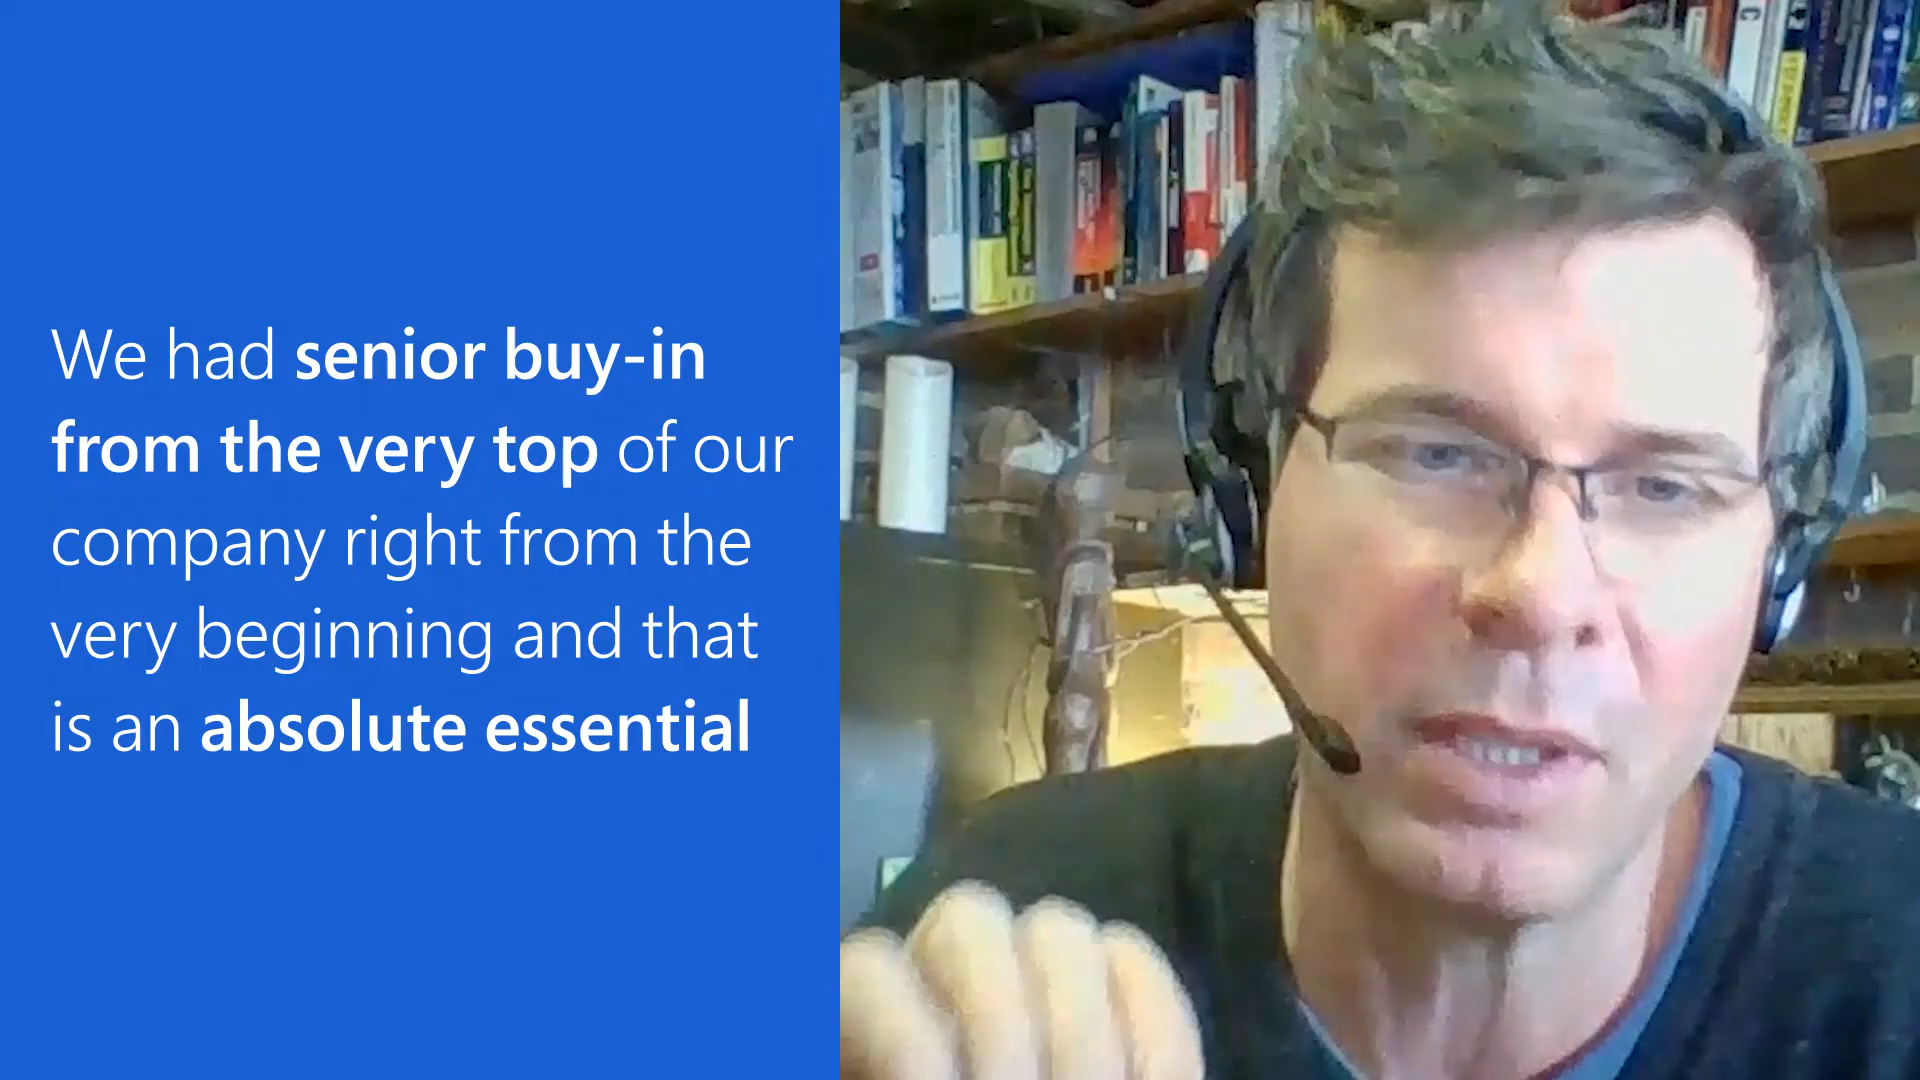 We had senior buy-in
from the very top of our
company right from the
very beginning and that
is an absolute essential